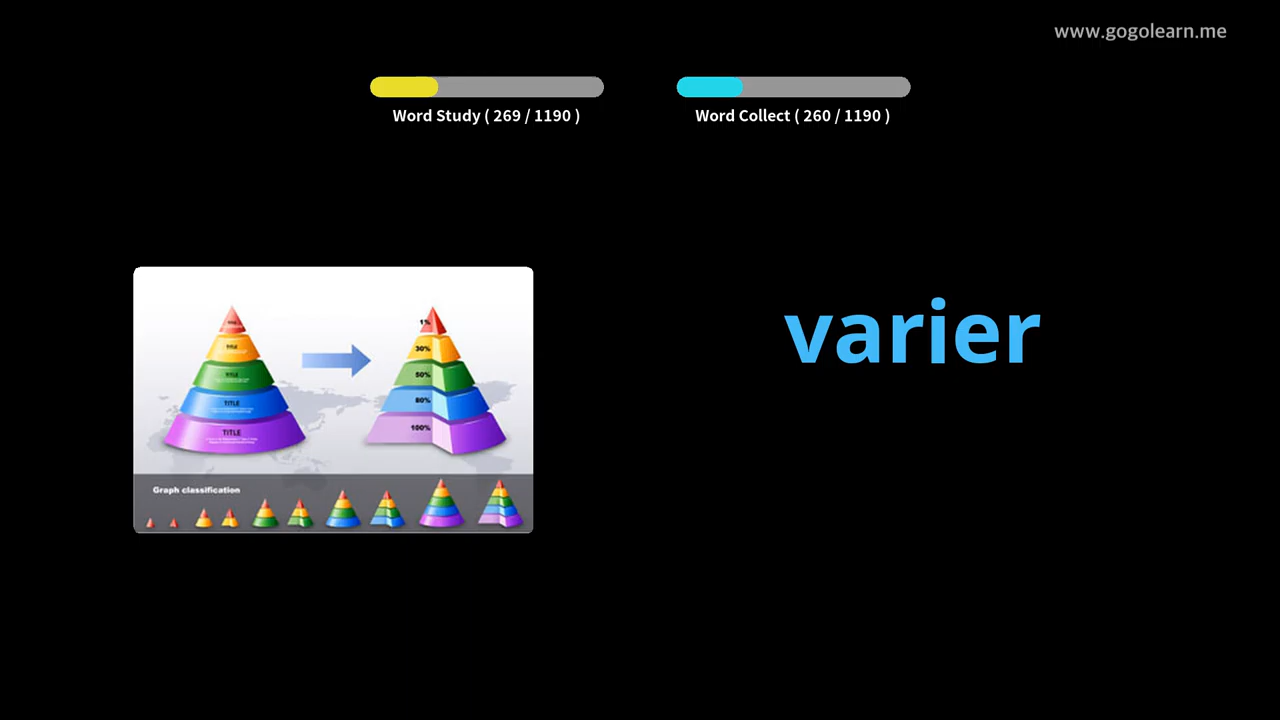 www.gogolearn.me
Word Study ( 269 / 1190 )
Word Collect ( 260 / 1190 )
varier
TITLE
TITLE
TITLE
TITLE
1%
30%
50%
80%
100%
Graph classification